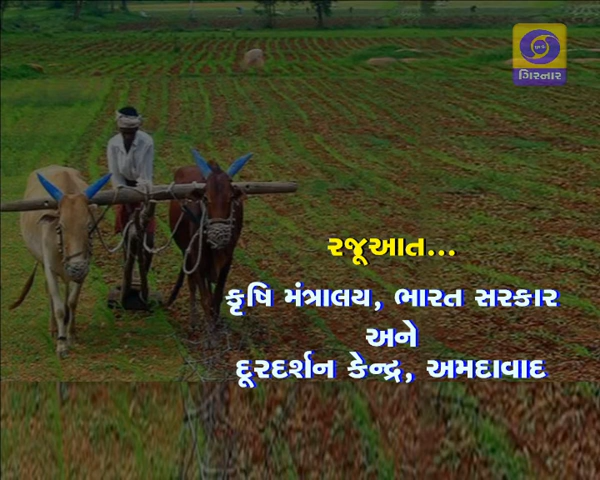 ગિરનાર
રજૂઆત...
કૃષિ મંત્રાલય, ભારત સરકાર
અને
દૂરદર્શન કેન્દ્ર, અમદાવાદ